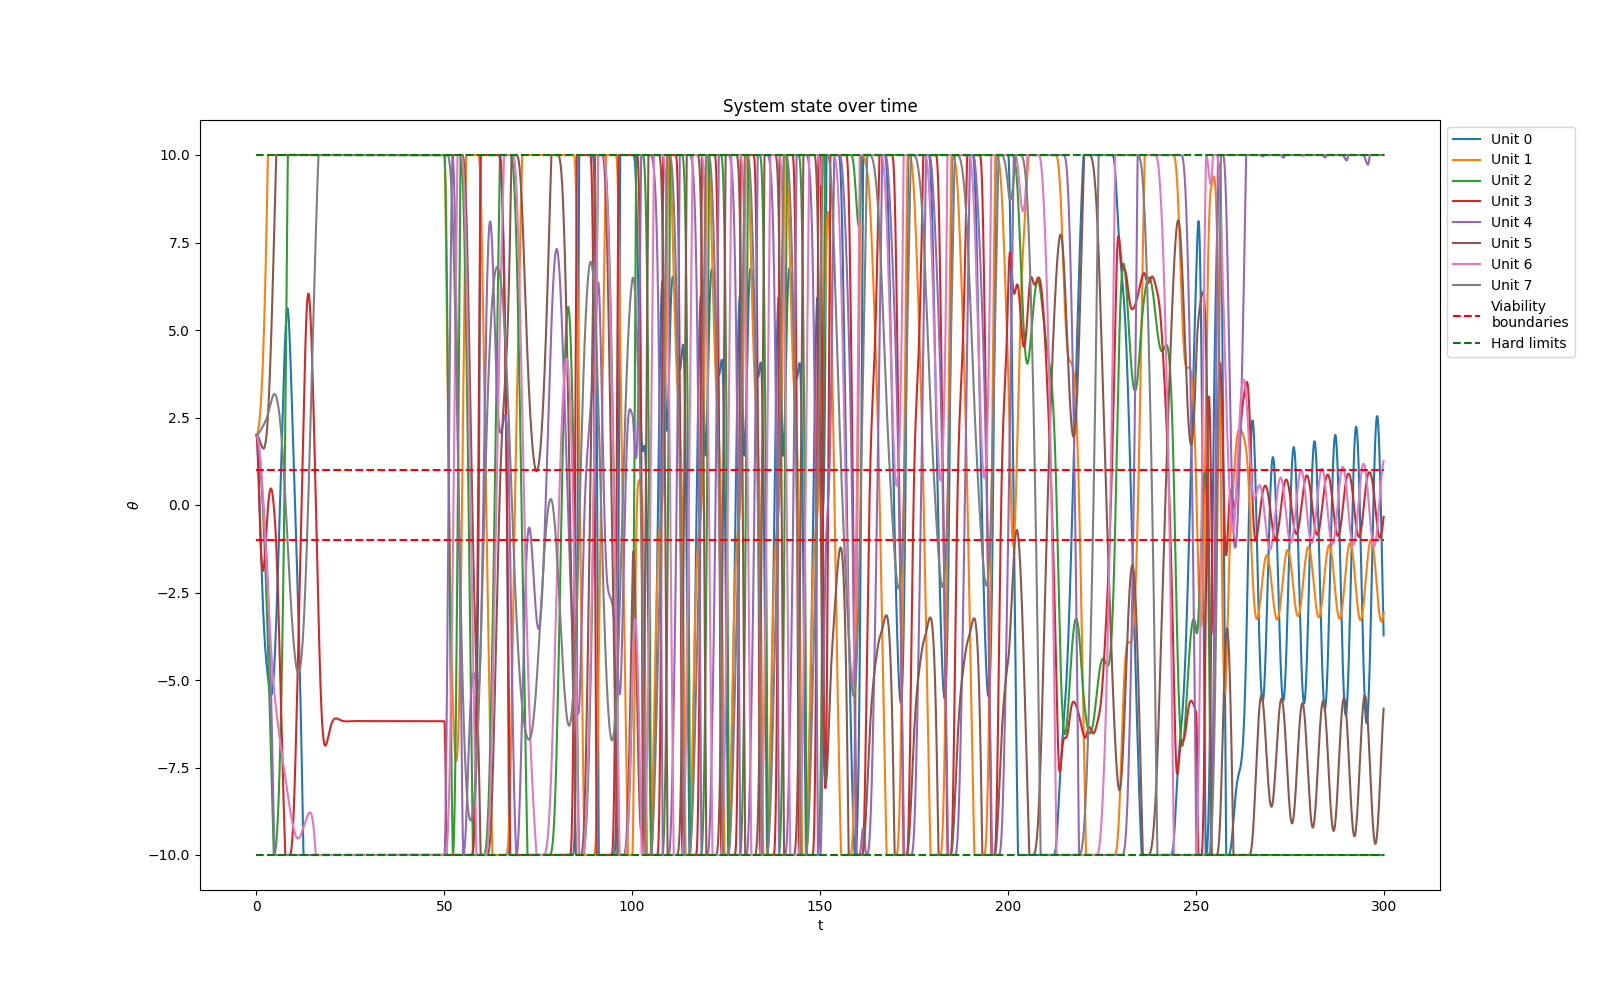 System state over time
10.0
7.5
5.0
2.5
0.0
−2.5
−5.0
−7.5
−10.0
θ
0
50
100
150
200
250
300
t
Unit 0
Unit 1
Unit 2
Unit 3
Unit 4
Unit 5
Unit 6
Unit 7
Viability
boundaries
Hard limits